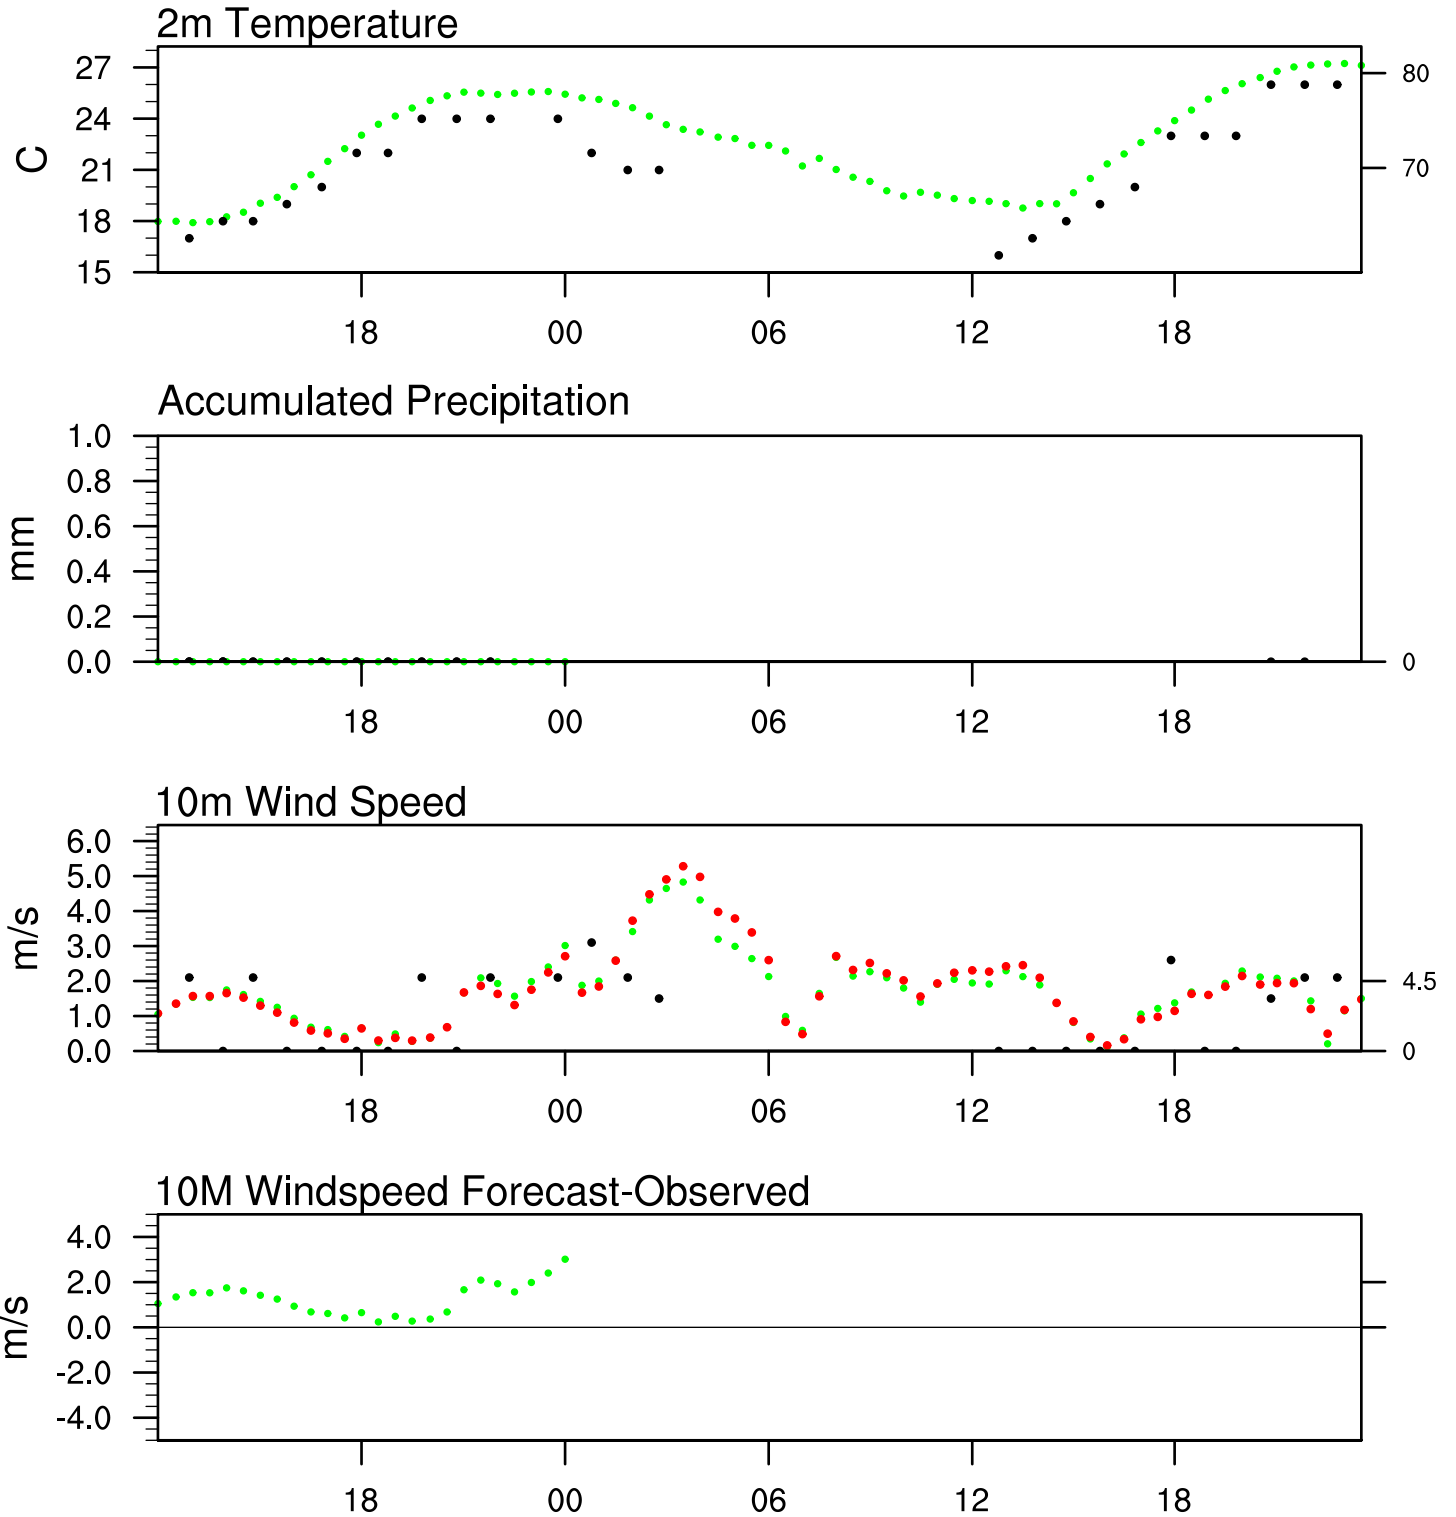 2m Temperature
27
24
21
18
15
C
80
70
18 00 06 12 18
Accumulated Precipitation
1.0
0.8
0.6
0.4
0.2
0.0
mm
0
18 00 06 12 18
10m Wind Speed
6.0
5.0
4.0
3.0
2.0
1.0
0.0
m/s
4.5
0
18 00 06 12 18
10M Windspeed Forecast-Observed
4.0
2.0
0.0
-2.0
-4.0
m/s
18 00 06 12 18